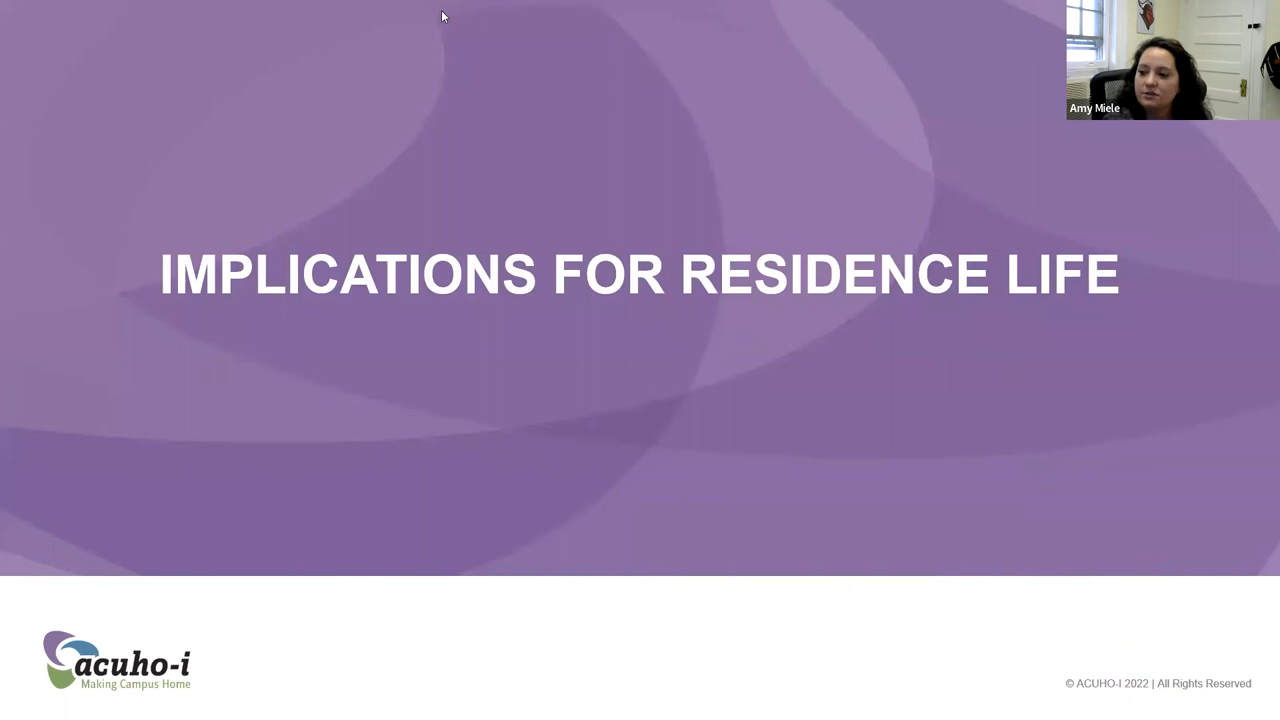 Amy Miele
IMPLICATIONS FOR RESIDENCE LIFE
acuho-i
Making Campus Home
© ACUHO-I 2022 | All Rights Reserved